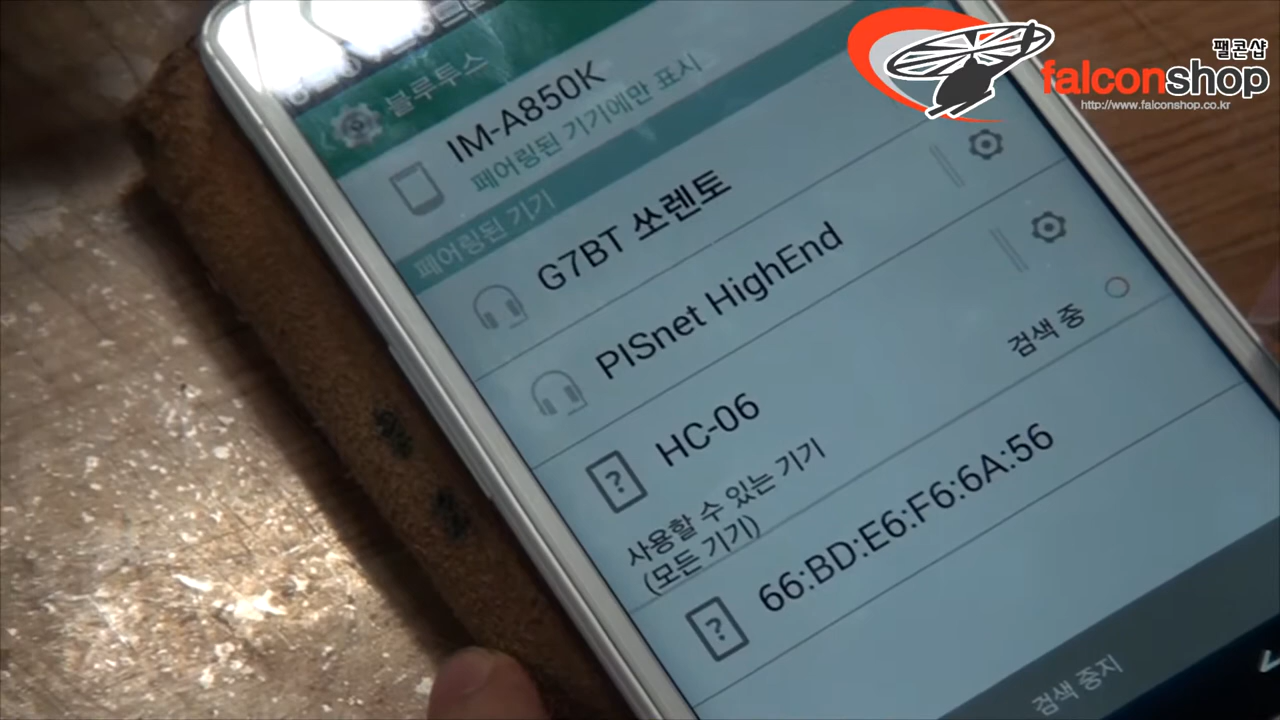 팰콘샵
falconshop
http://www.falconshop.co.kr
블루투스
IM-A850K
페어링된 기기에만 표시
페어링된 기기
G7BT 쏘렌토
PISnet HighEnd
HC-06
검색 중
사용할 수 있는 기기
(모든 기기)
66:BD:E6:F6:6A:56
검색 중지